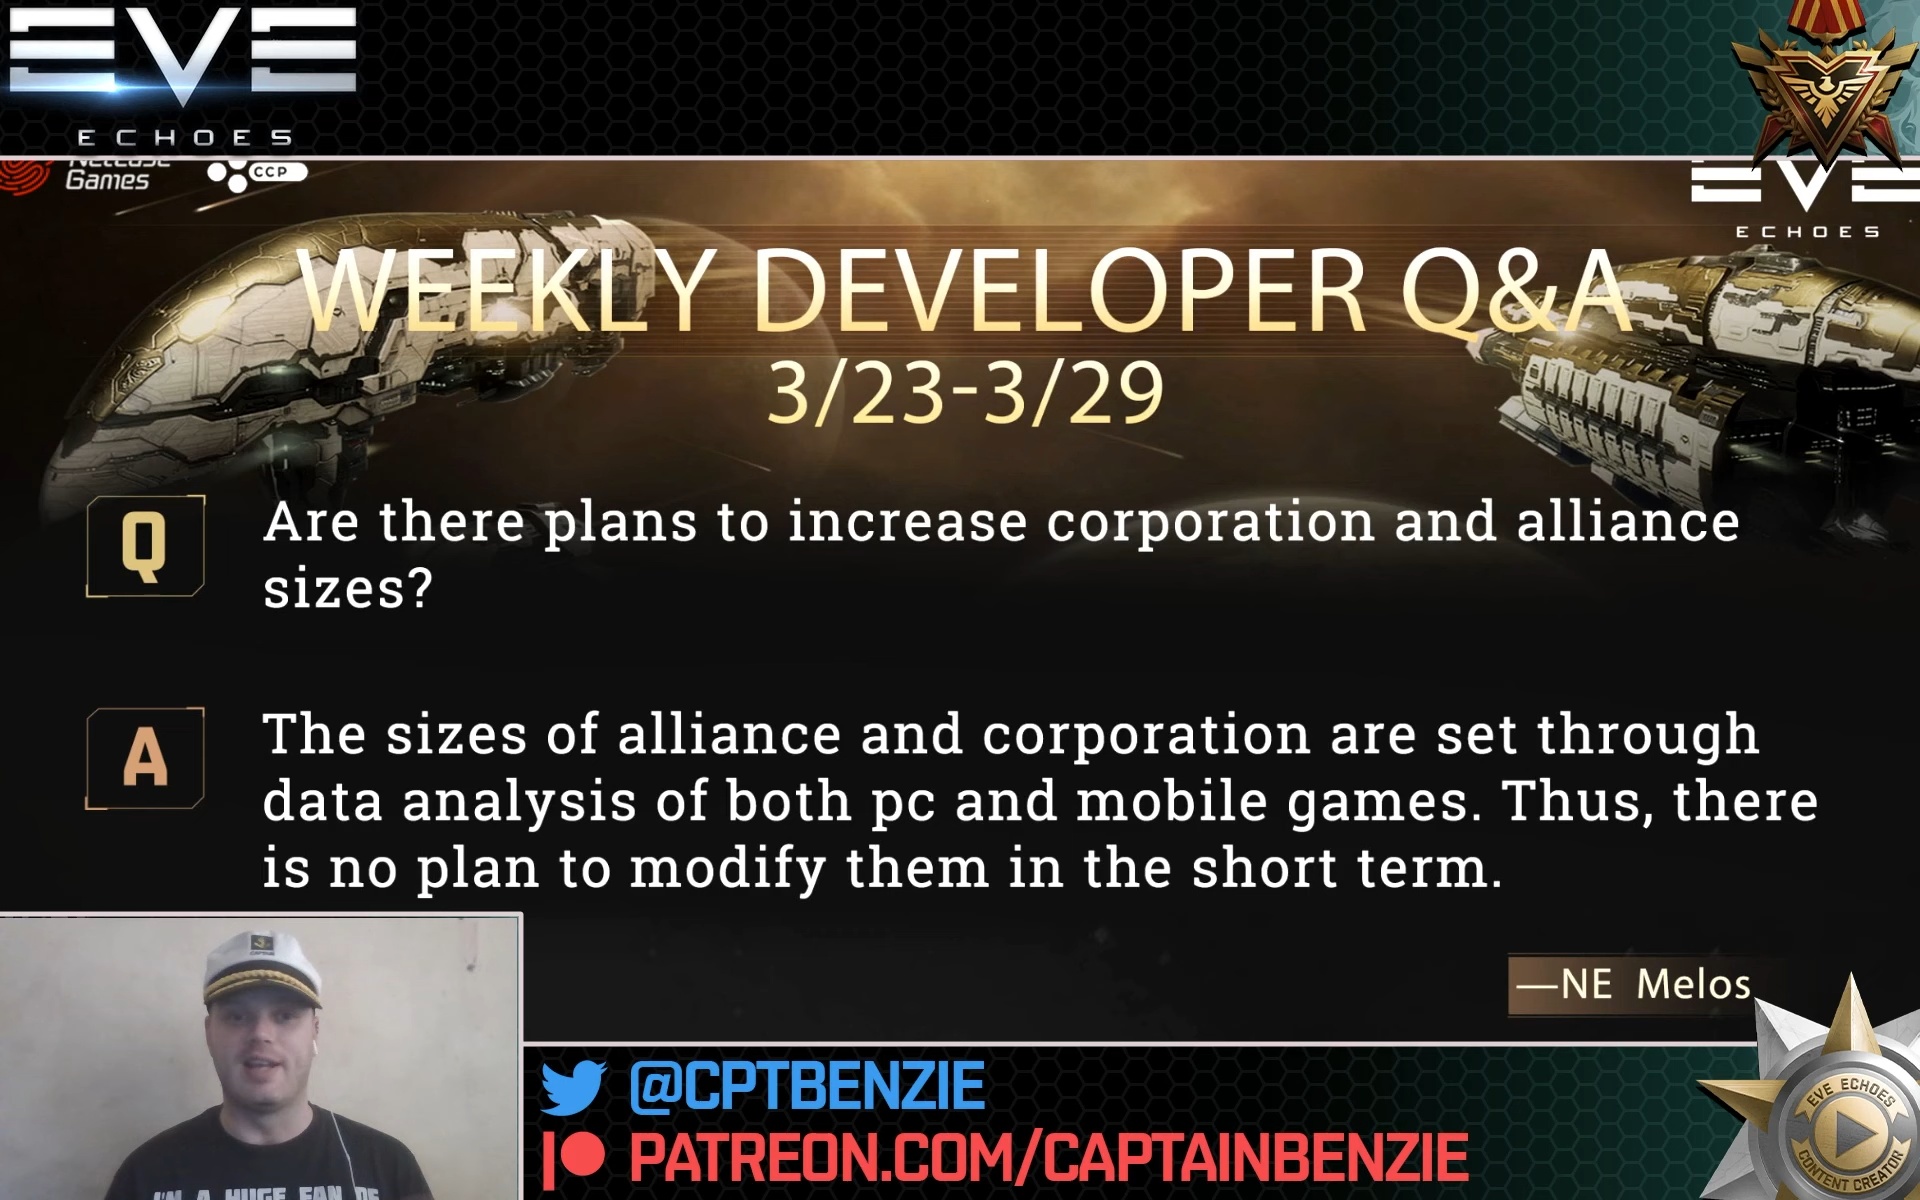 EVE
ECHOES
Games
CCP
EVE
ECHOES
WEEKLY DEVELOPER Q&A
3/23-3/29
Q
Are there plans to increase corporation and alliance
sizes?
A
The sizes of alliance and corporation are set through
data analysis of both pc and mobile games. Thus, there
is no plan to modify them in the short term.
—NE Melos
@CPTBENZIE
PATREON.COM/CAPTAINBENZIE
I'M A HUGE FAN OF
EVE ECHOES
CONTENT CREATOR